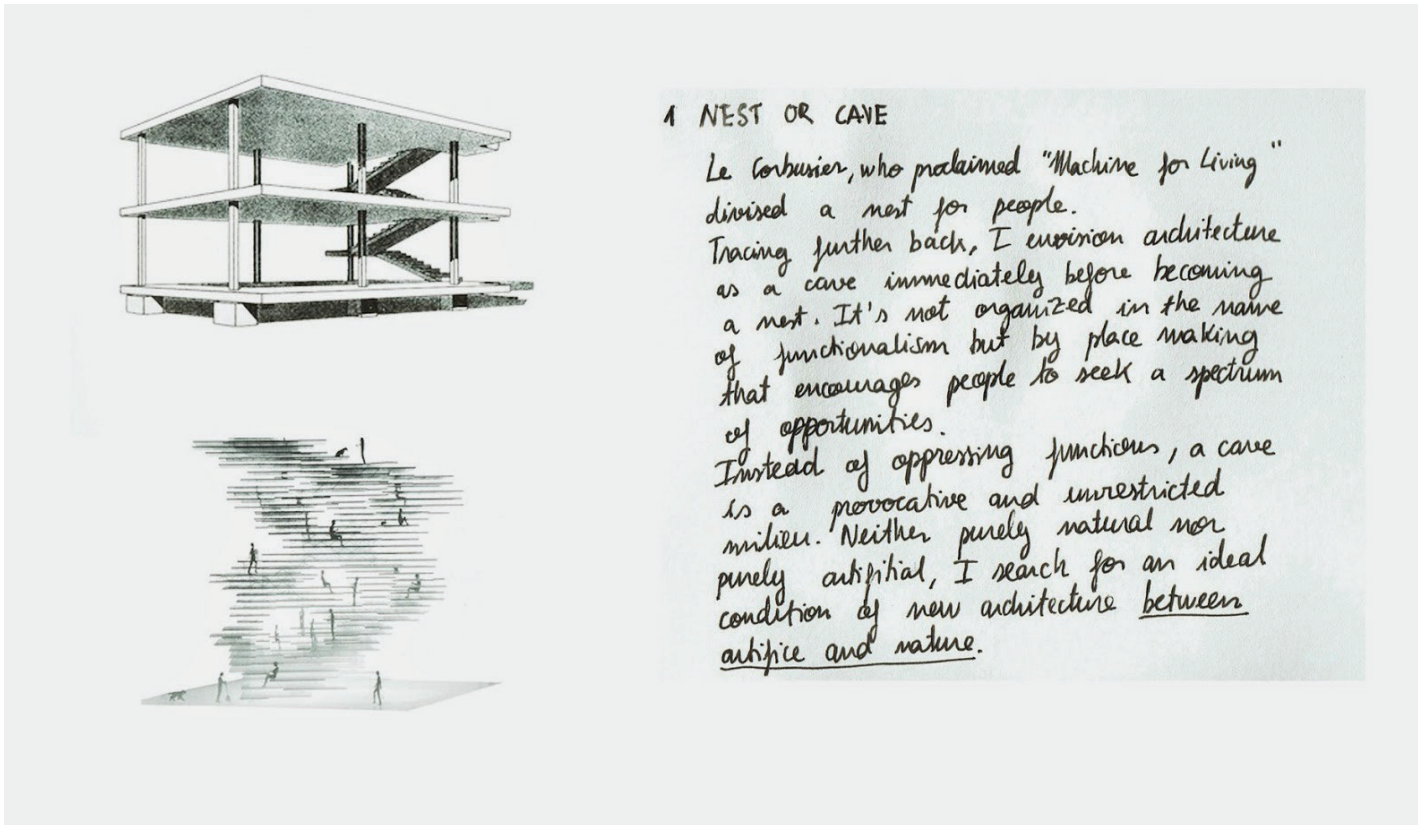 1 NEST OR CAVE
Le Corbusier, who proclaimed "Machine for Living"
divised a nest for people.
Tracing further back, I envision architecture
as a cave immediately before becoming
a nest. It's not organized in the name
of functionalism but by place making
that encourages people to seek a spectrum
of opportunities.
Instead of oppressing functions, a cave
is a provocative and unrestricted
milieu. Neither purely natural nor
purely artifitial, I search for an ideal
condition of new architecture between
artifice and nature.